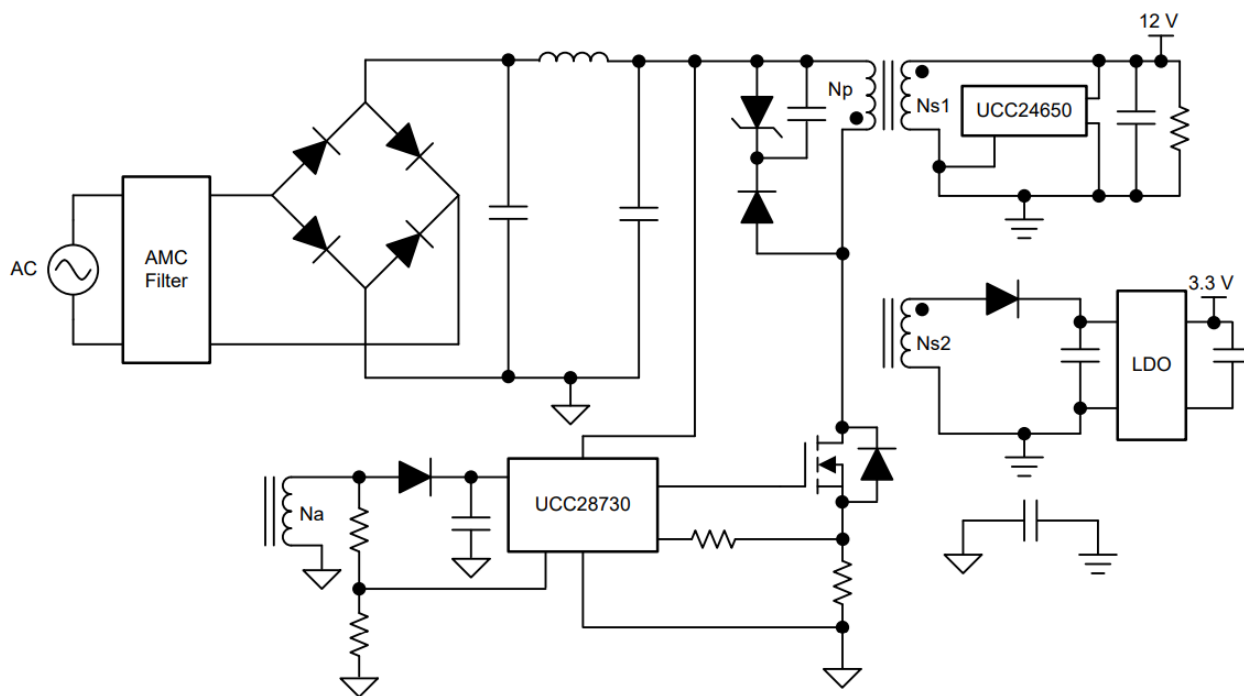 12 V
Np
Ns1
UCC24650
AC
AMC
Filter
3.3 V
Ns2
LDO
Na
UCC28730